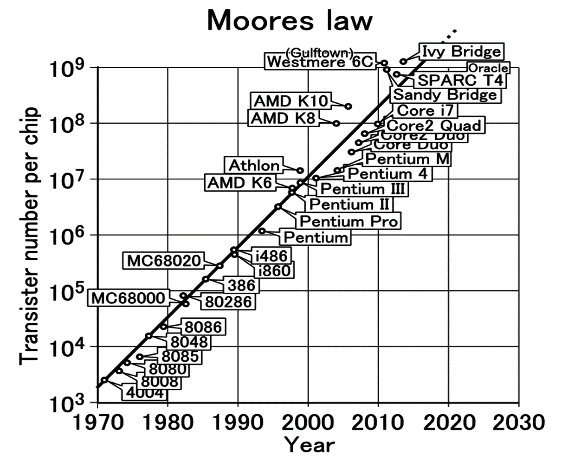 Moores law
(Gulftown)
Westmere 6C
Ivy Bridge
Oracle
SPARC T4
Sandy Bridge
AMD K10
AMD K8
Core i7
Core2 Quad
Core2 Duo
Core Duo
Athlon
Pentium M
AMD K6
Pentium 4
Pentium III
Pentium II
Pentium Pro
Pentium
MC68020
i486
i860
386
MC68000
80286
8086
8048
8085
8080
8008
4004
10⁹
10⁸
10⁷
10⁶
10⁵
10⁴
10³
Transister number per chip
1970 1980 1990 2000 2010 2020 2030
Year